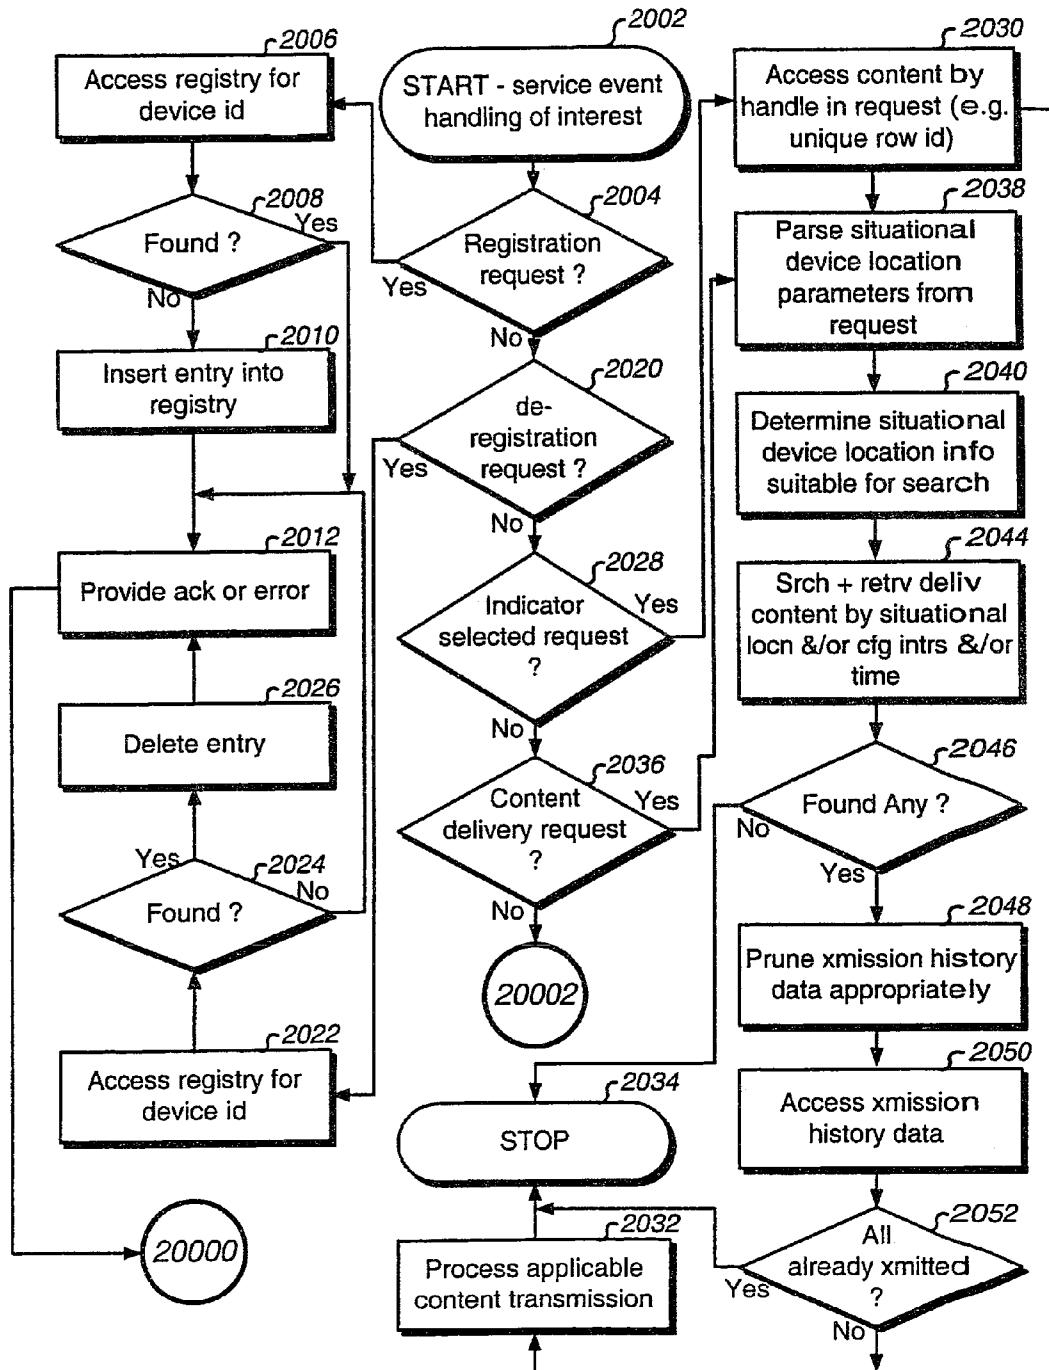 2006
Access registry for
device id
2008
Found ?
Yes
No
2010
Insert entry into
registry
2012
Provide ack or error
2026
Delete entry
Yes
2024
Found ?
No
2022
Access registry for
device id
20000
2002
START - service event
handling of interest
2004
Registration
request ?
Yes
No
2020
de-
registration
request ?
Yes
No
2028
Indicator
selected request
?
Yes
No
2036
Content
delivery request
?
Yes
No
20002
2034
STOP
2032
Process applicable
content transmission
2030
Access content by
handle in request (e.g.
unique row id)
2038
Parse situational
device location
parameters from
request
2040
Determine situational
device location info
suitable for search
2044
Srch + retrv deliv
content by situational
locn &/or cfg intrs &/or
time
2046
Found Any ?
No
Yes
2048
Prune xmission history
data appropriately
2050
Access xmission
history data
2052
All
already xmitted
?
Yes
No